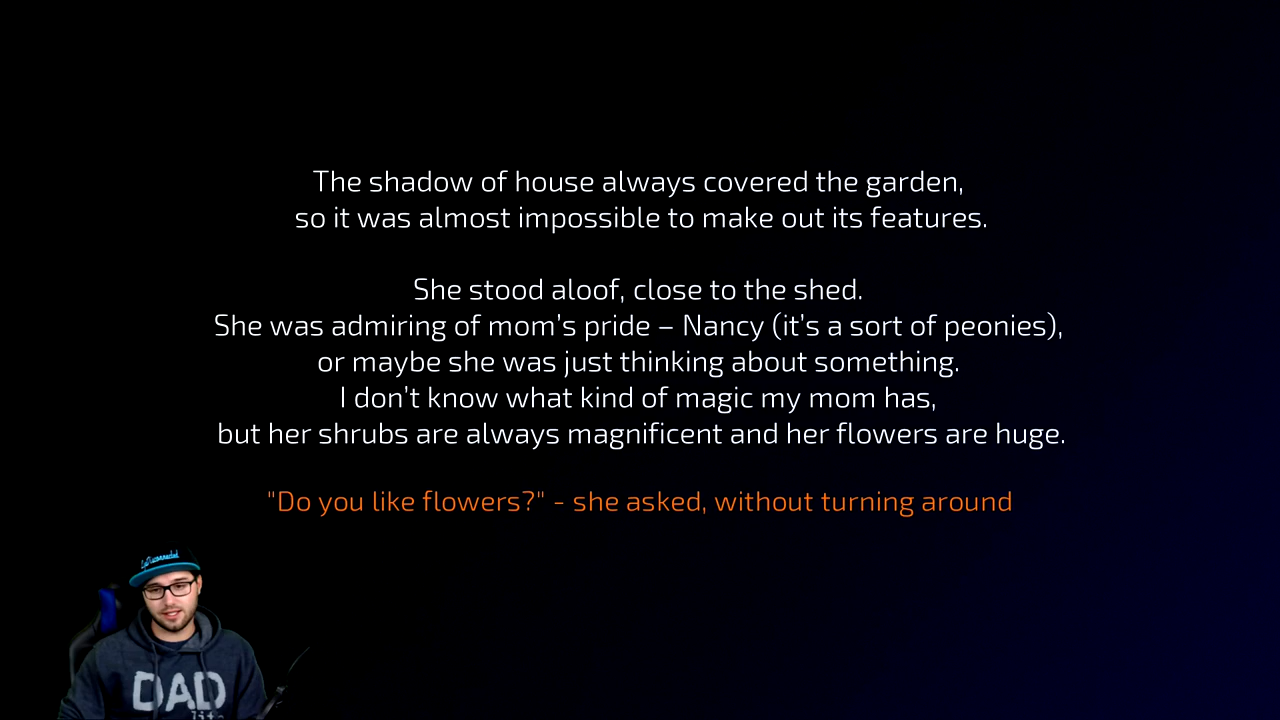 The shadow of house always covered the garden,
so it was almost impossible to make out its features.
She stood aloof, close to the shed.
She was admiring of mom’s pride – Nancy (it’s a sort of peonies),
or maybe she was just thinking about something.
I don’t know what kind of magic my mom has,
but her shrubs are always magnificent and her flowers are huge.
"Do you like flowers?" - she asked, without turning around
DAD
life